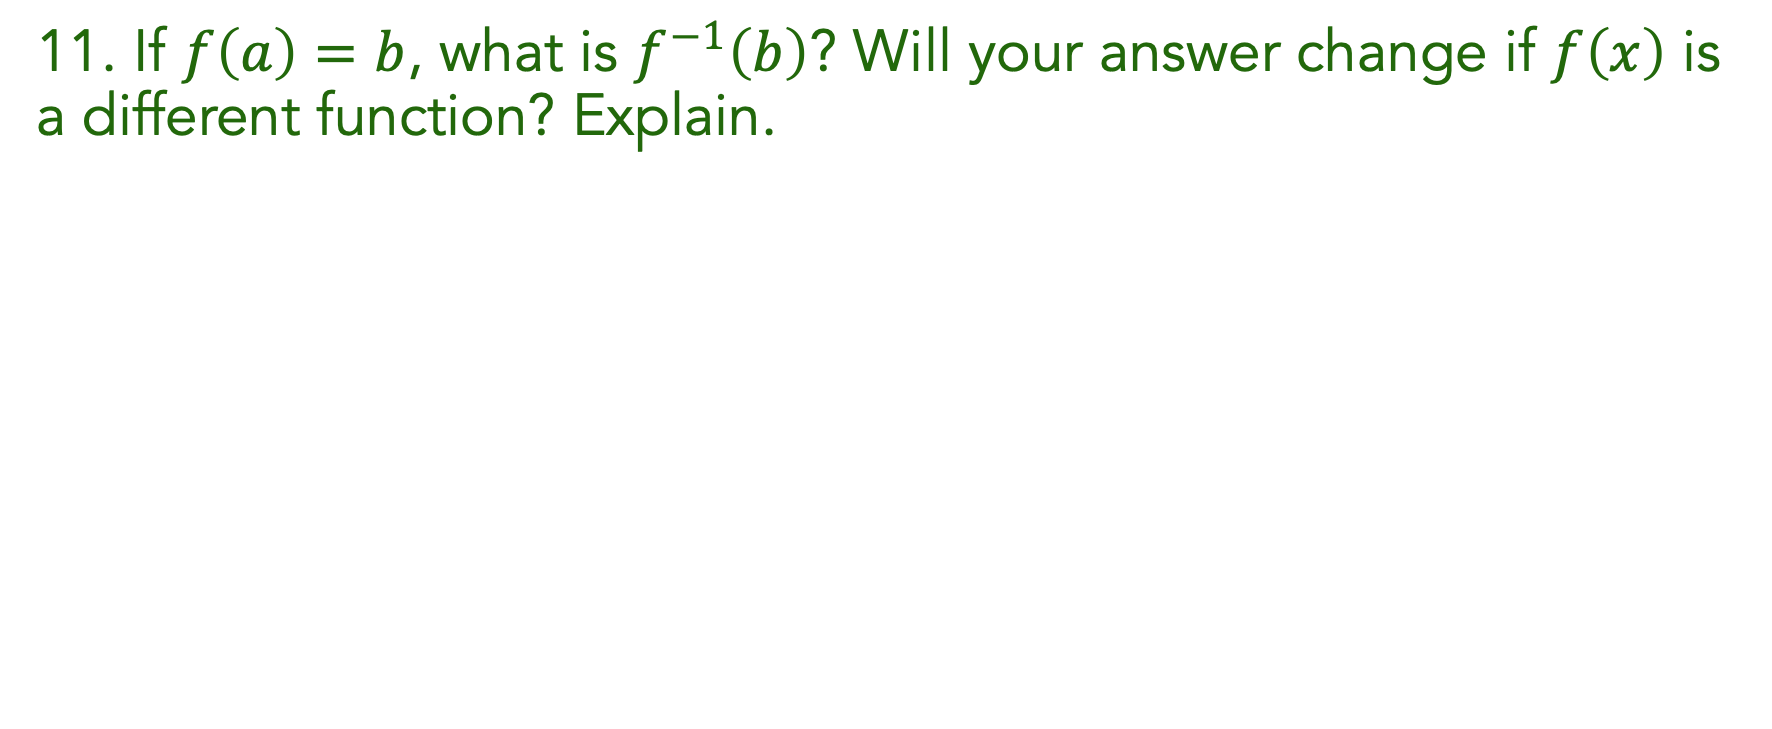 11. If f(a) = b, what is f⁻¹(b)? Will your answer change if f(x) is
a different function? Explain.